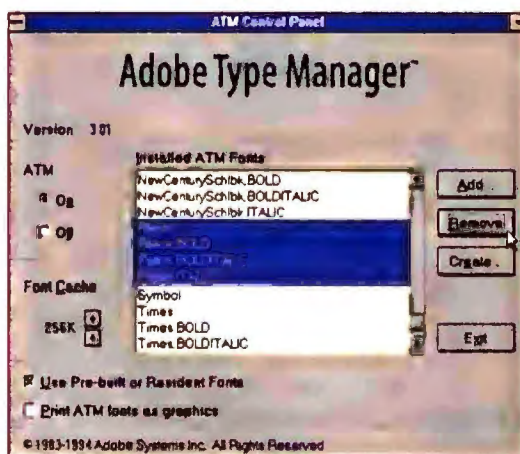 ATM Control Panel
Adobe Type Manager™
Version 3.01
ATM
On
Off
Font Cache
256K
Installed ATM Fonts
NewCenturySchlbk,BOLD
NewCenturySchlbk,BOLDITALIC
NewCenturySchlbk,ITALIC
Symbol
Times
Times,BOLD
Times,BOLDITALIC
Add...
Remove
Create...
Exit
Use Pre-built or Resident Fonts
Print ATM fonts as graphics
© 1983-1994 Adobe Systems Inc. All Rights Reserved